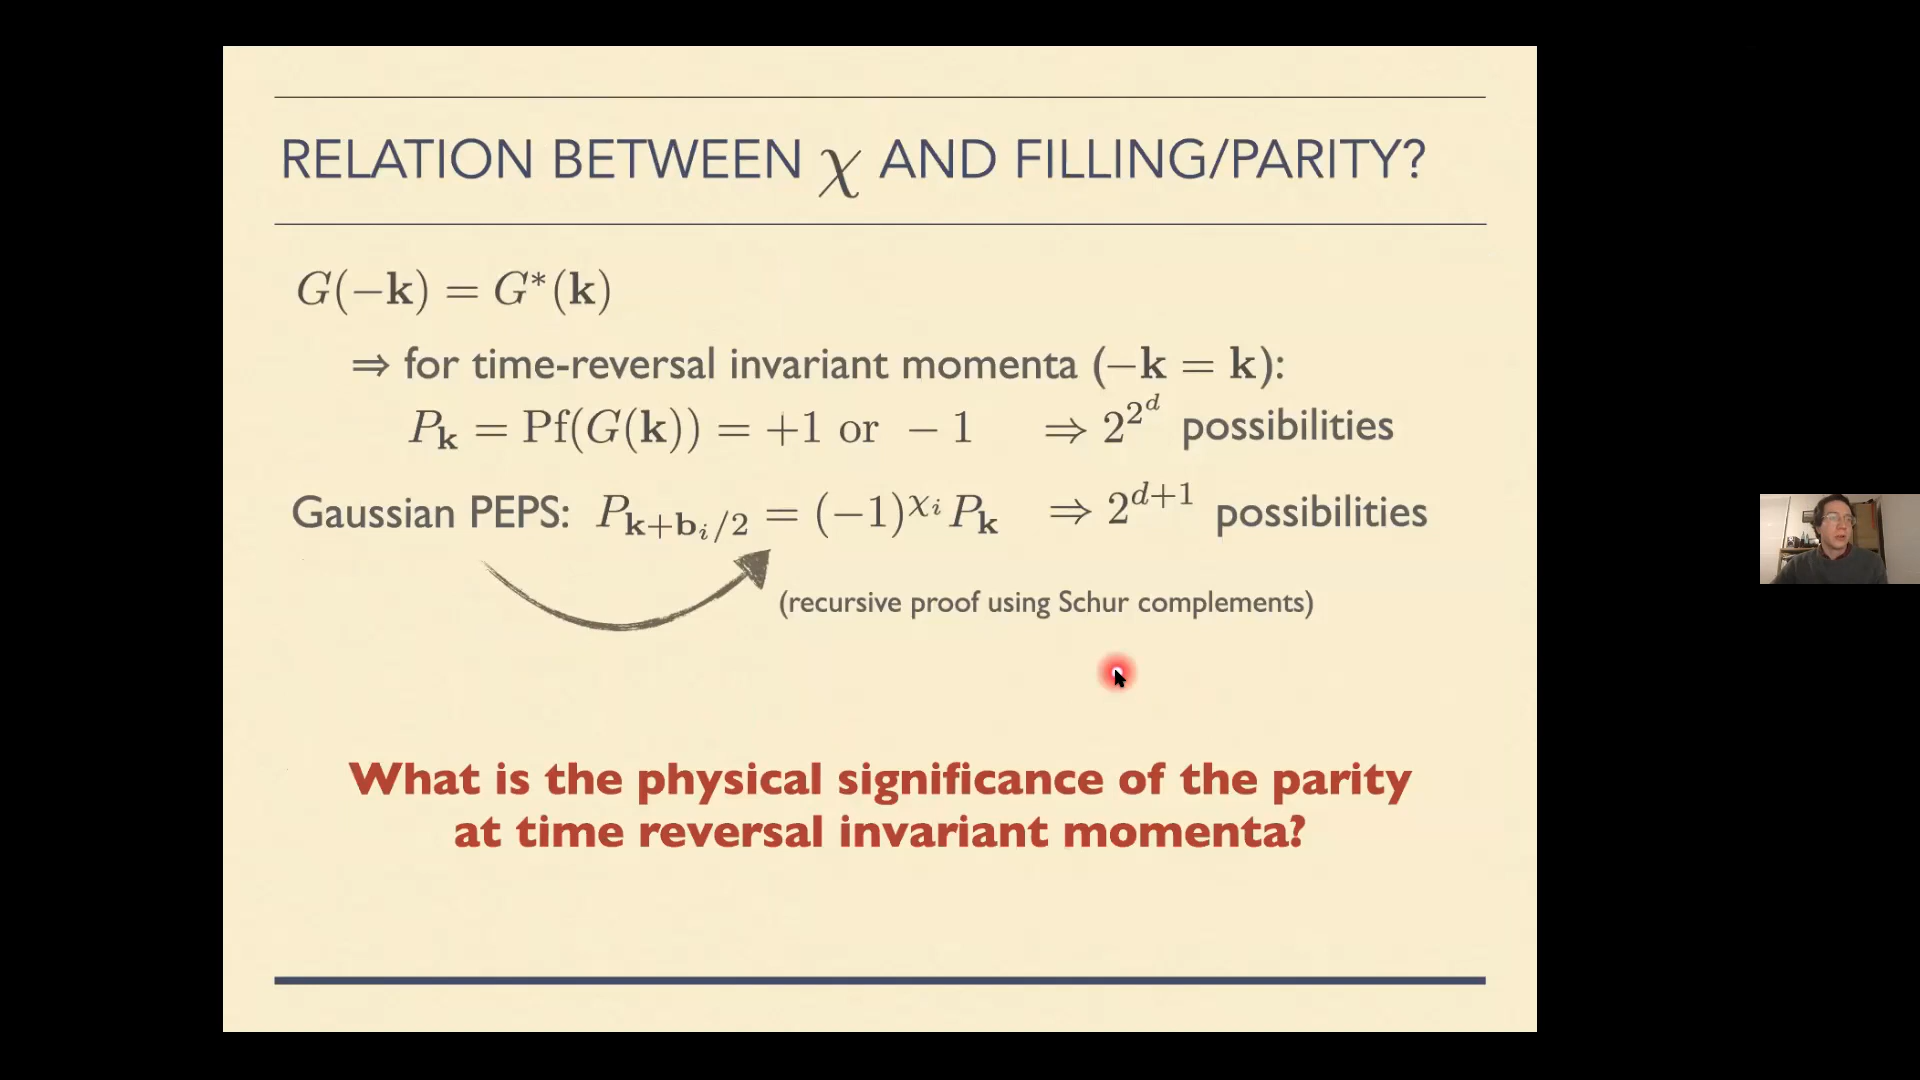 RELATION BETWEEN χ AND FILLING/PARITY?
G(−k) = G*(k)
⇒ for time-reversal invariant momenta (−k = k):
P_k = Pf(G(k)) = +1 or − 1 ⇒ 2^{2^d} possibilities
Gaussian PEPS: P_{k+b_i/2} = (−1)^{χ_i} P_k ⇒ 2^{d+1} possibilities
(recursive proof using Schur complements)
What is the physical significance of the parity
at time reversal invariant momenta?